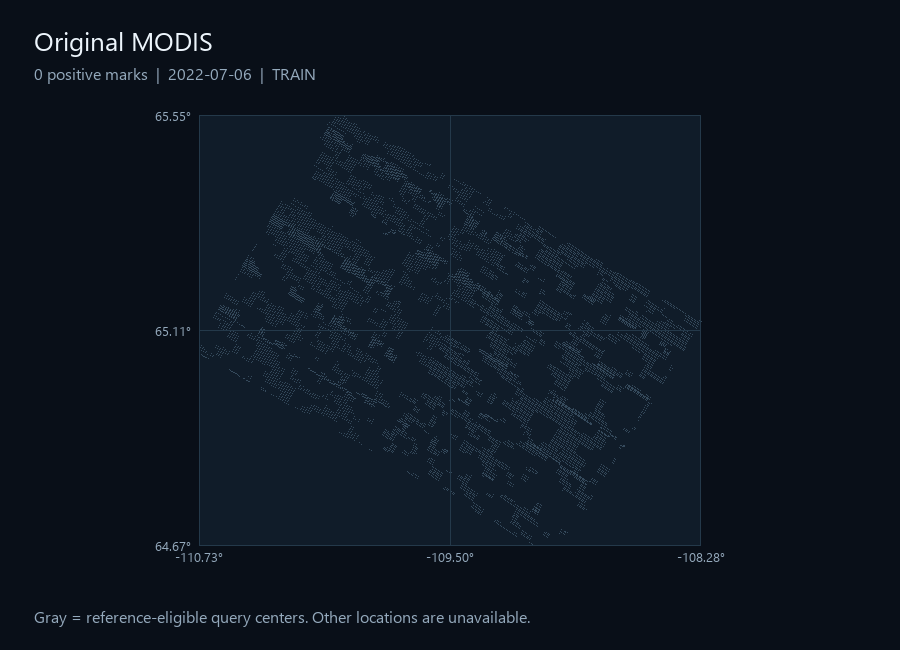 Original MODIS
0 positive marks | 2022-07-06 | TRAIN
65.55°
65.11°
64.67°
-110.73°
-109.50°
-108.28°
Gray = reference-eligible query centers. Other locations are unavailable.